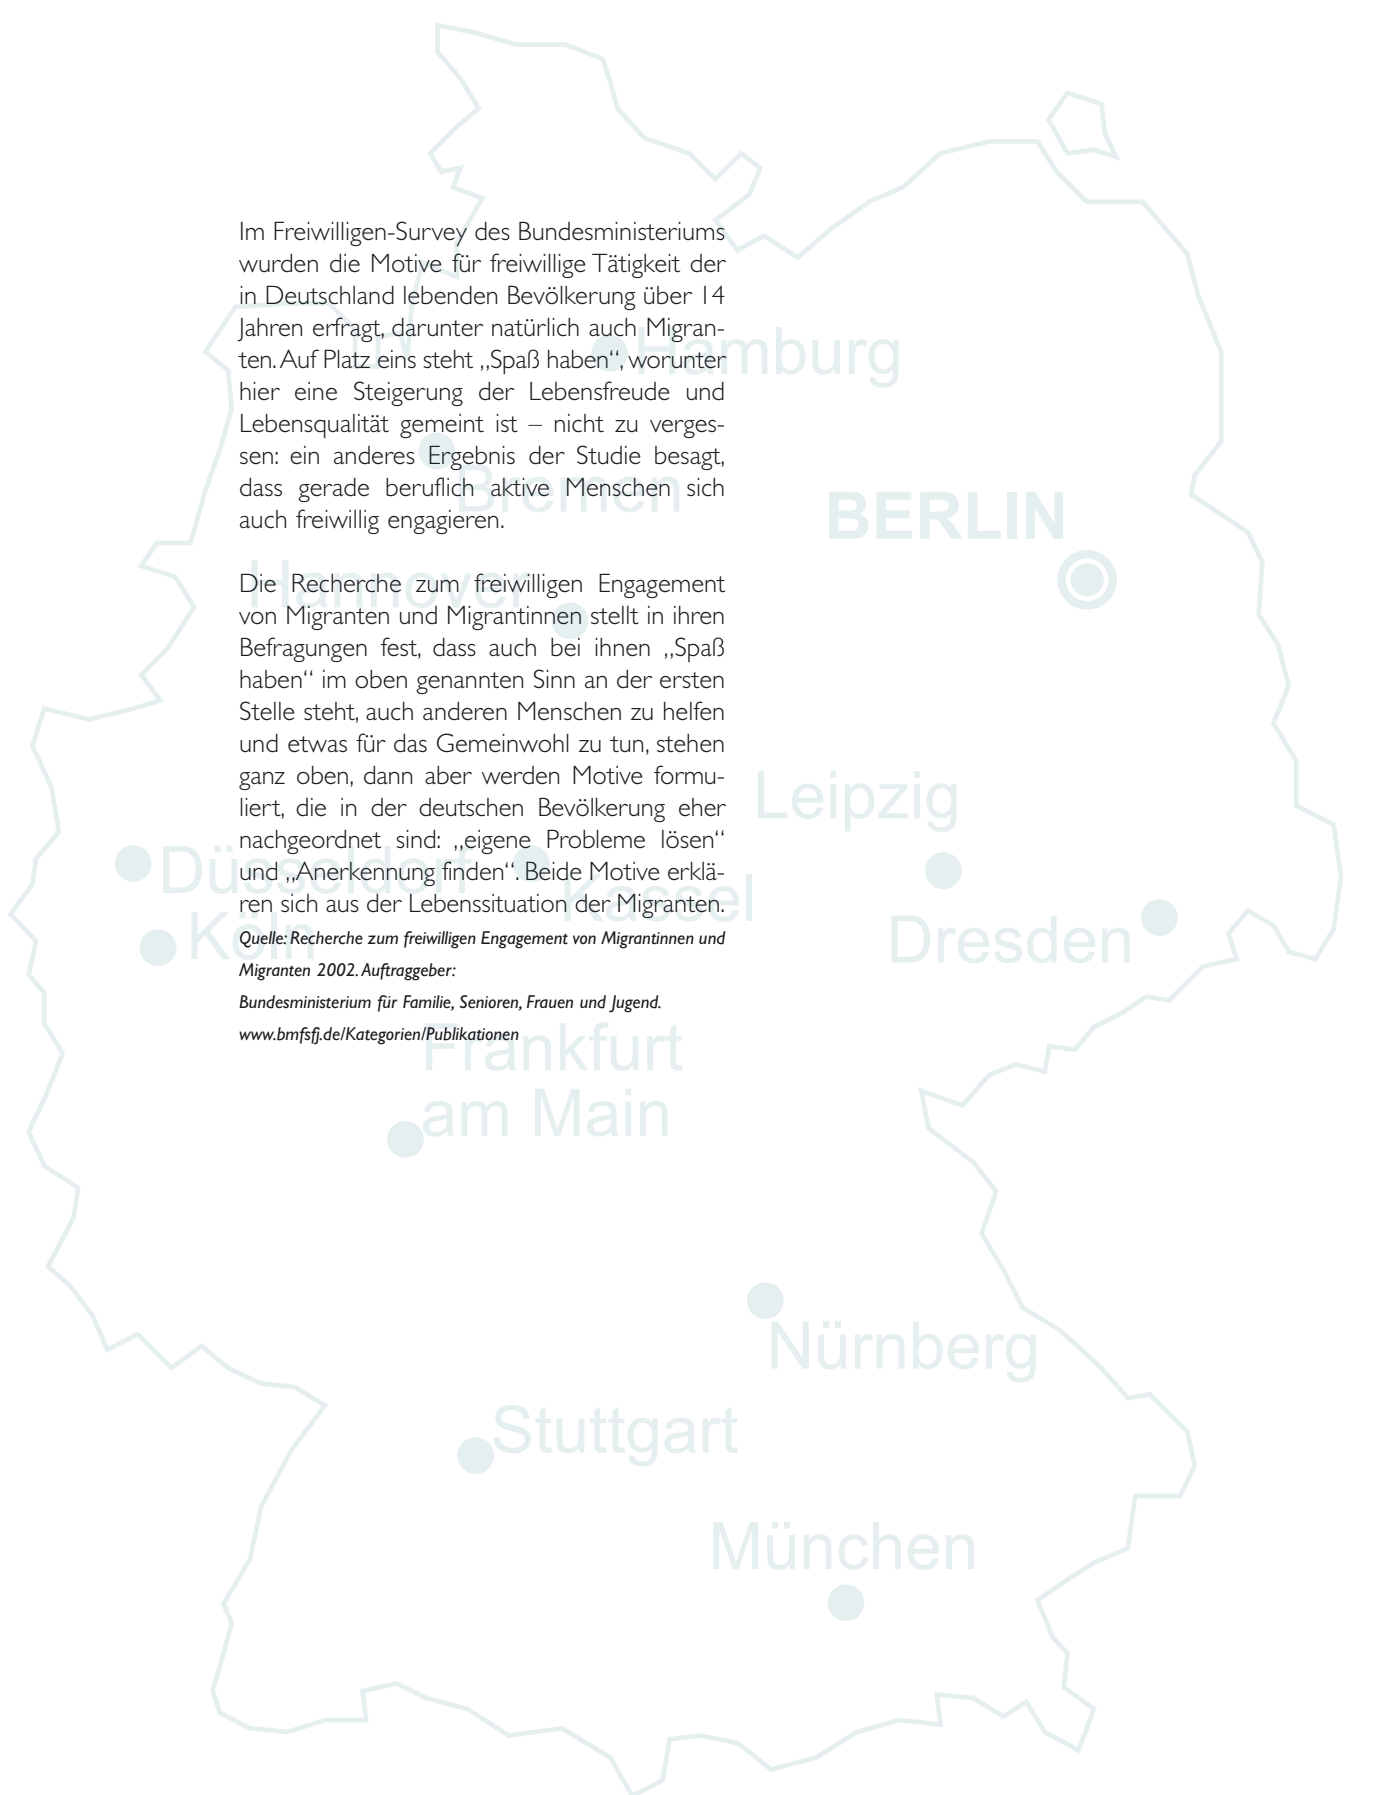 Im Freiwilligen-Survey des Bundesministeriums
wurden die Motive für freiwillige Tätigkeit der
in Deutschland lebenden Bevölkerung über 14
Jahren erfragt, darunter natürlich auch Migran-
ten. Auf Platz eins steht „Spaß haben“, worunter
hier eine Steigerung der Lebensfreude und
Lebensqualität gemeint ist – nicht zu verges-
sen: ein anderes Ergebnis der Studie besagt,
dass gerade beruflich aktive Menschen sich
auch freiwillig engagieren.
Die Recherche zum freiwilligen Engagement
von Migranten und Migrantinnen stellt in ihren
Befragungen fest, dass auch bei ihnen „Spaß
haben“ im oben genannten Sinn an der ersten
Stelle steht, auch anderen Menschen zu helfen
und etwas für das Gemeinwohl zu tun, stehen
ganz oben, dann aber werden Motive formu-
liert, die in der deutschen Bevölkerung eher
nachgeordnet sind: „eigene Probleme lösen“
und „Anerkennung finden“. Beide Motive erklä-
ren sich aus der Lebenssituation der Migranten.
Quelle: Recherche zum freiwilligen Engagement von Migrantinnen und
Migranten 2002. Auftraggeber:
Bundesministerium für Familie, Senioren, Frauen und Jugend.
www.bmfsfj.de/Kategorien/Publikationen
Hamburg
Bremen
BERLIN
Hannover
Leipzig
Düsseldorf
Kassel
Köln
Dresden
Frankfurt
am Main
Nürnberg
Stuttgart
München